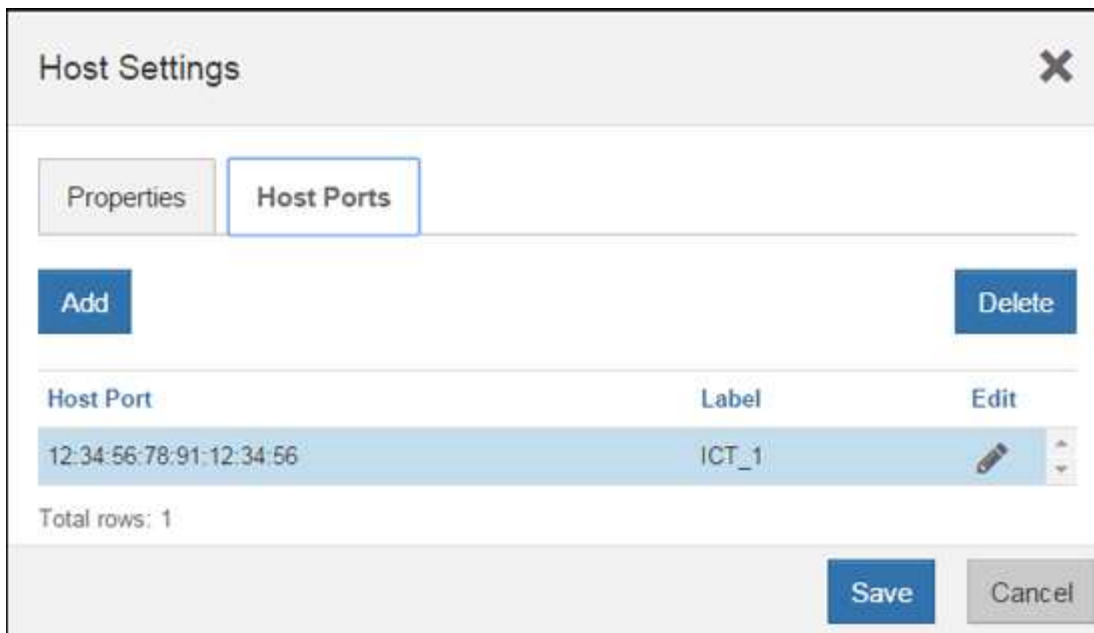 Host Settings
Properties Host Ports
Add Delete
Host Port Label Edit
12:34:56:78:91:12:34:56 ICT_1
Total rows: 1
Save Cancel